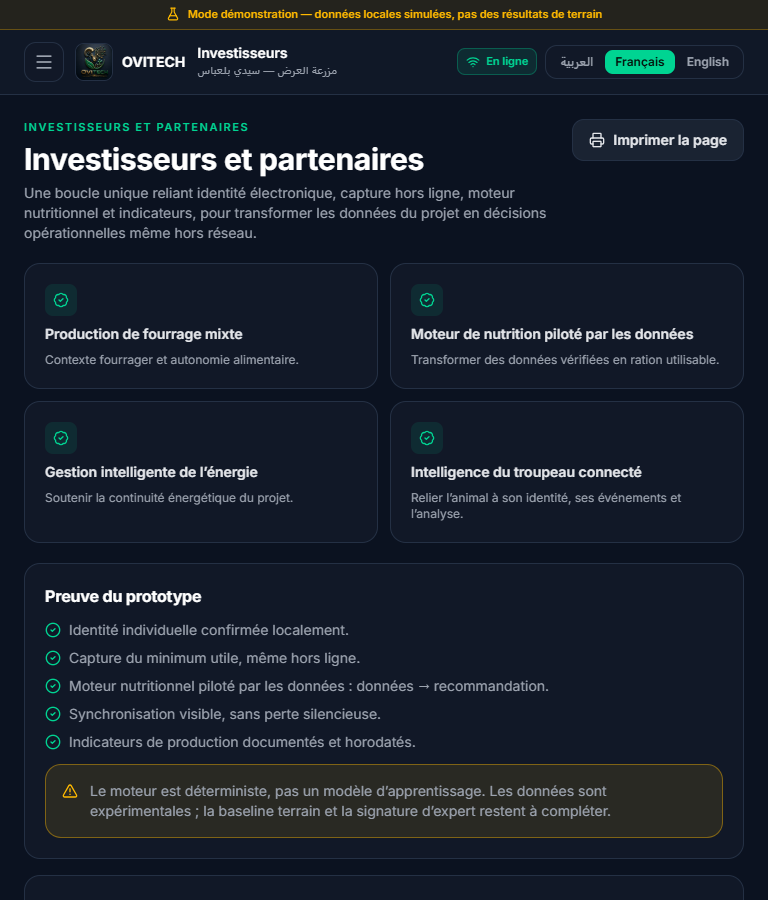 Mode démonstration — données locales simulées, pas des résultats de terrain
OVITECH
OVITECH
Investisseurs
مزرعة العرض — سيدي بلعباس
En ligne
العربية
Français
English
INVESTISSEURS ET PARTENAIRES
Investisseurs et partenaires
Imprimer la page
Une boucle unique reliant identité électronique, capture hors ligne, moteur
nutritionnel et indicateurs, pour transformer les données du projet en décisions
opérationnelles même hors réseau.
Production de fourrage mixte
Contexte fourrager et autonomie alimentaire.
Moteur de nutrition piloté par les données
Transformer des données vérifiées en ration utilisable.
Gestion intelligente de l’énergie
Soutenir la continuité énergétique du projet.
Intelligence du troupeau connecté
Relier l’animal à son identité, ses événements et
l’analyse.
Preuve du prototype
Identité individuelle confirmée localement.
Capture du minimum utile, même hors ligne.
Moteur nutritionnel piloté par les données : données → recommandation.
Synchronisation visible, sans perte silencieuse.
Indicateurs de production documentés et horodatés.
Le moteur est déterministe, pas un modèle d’apprentissage. Les données sont
expérimentales ; la baseline terrain et la signature d’expert restent à compléter.